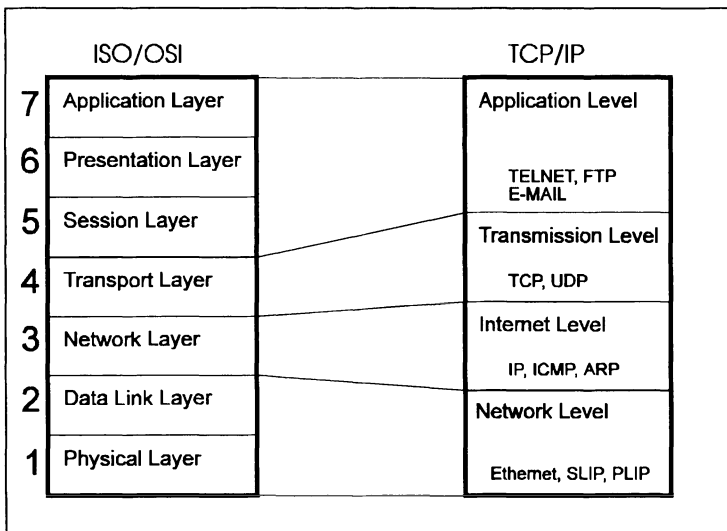 ISO/OSI
7 Application Layer
6 Presentation Layer
5 Session Layer
4 Transport Layer
3 Network Layer
2 Data Link Layer
1 Physical Layer
TCP/IP
Application Level
TELNET, FTP
E-MAIL
Transmission Level
TCP, UDP
Internet Level
IP, ICMP, ARP
Network Level
Ethernet, SLIP, PLIP